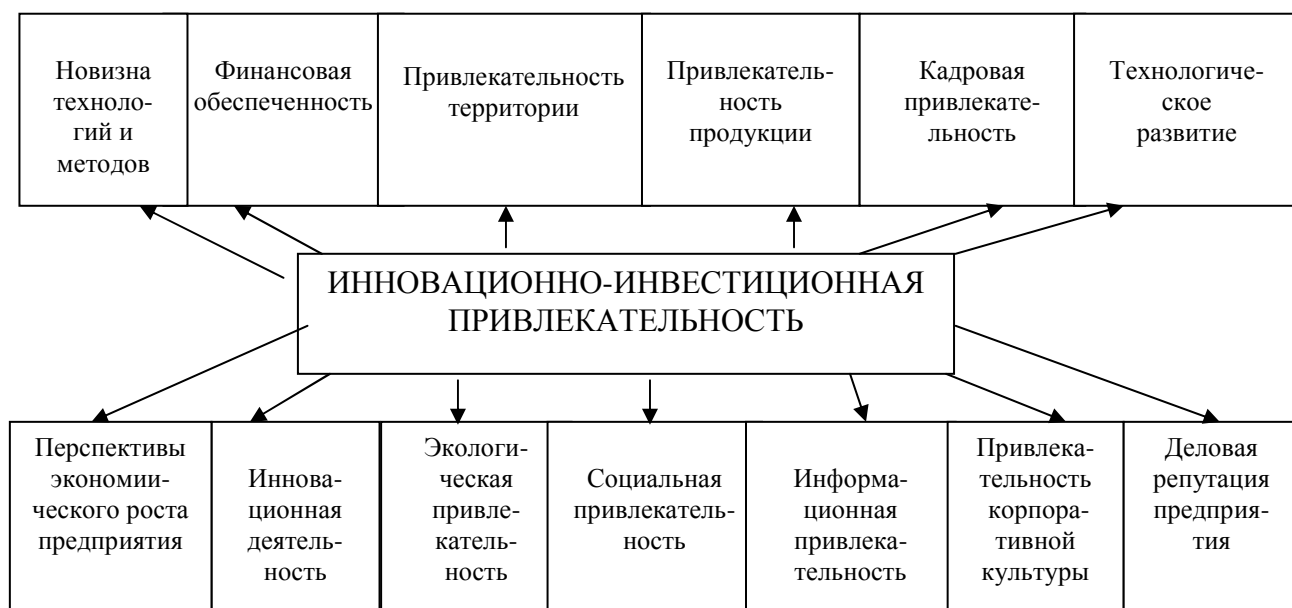 Новизна
техноло-
гий и
методов
Финансовая
обеспеченность
Привлекательность
территории
Привлекатель-
ность
продукции
Кадровая
привлекате-
льность
Технологиче-
ское
развитие
ИННОВАЦИОННО-ИНВЕСТИЦИОННАЯ
ПРИВЛЕКАТЕЛЬНОСТЬ
Перспективы
экономии-
ческого роста
предприятия
Иннова-
ционная
деятель-
ность
Экологи-
ческая
привле-
катель-
ность
Социальная
привлекатель-
ность
Информа-
ционная
привлека-
тельность
Привлека-
тельность
корпора-
тивной
культуры
Деловая
репутация
предприя-
тия